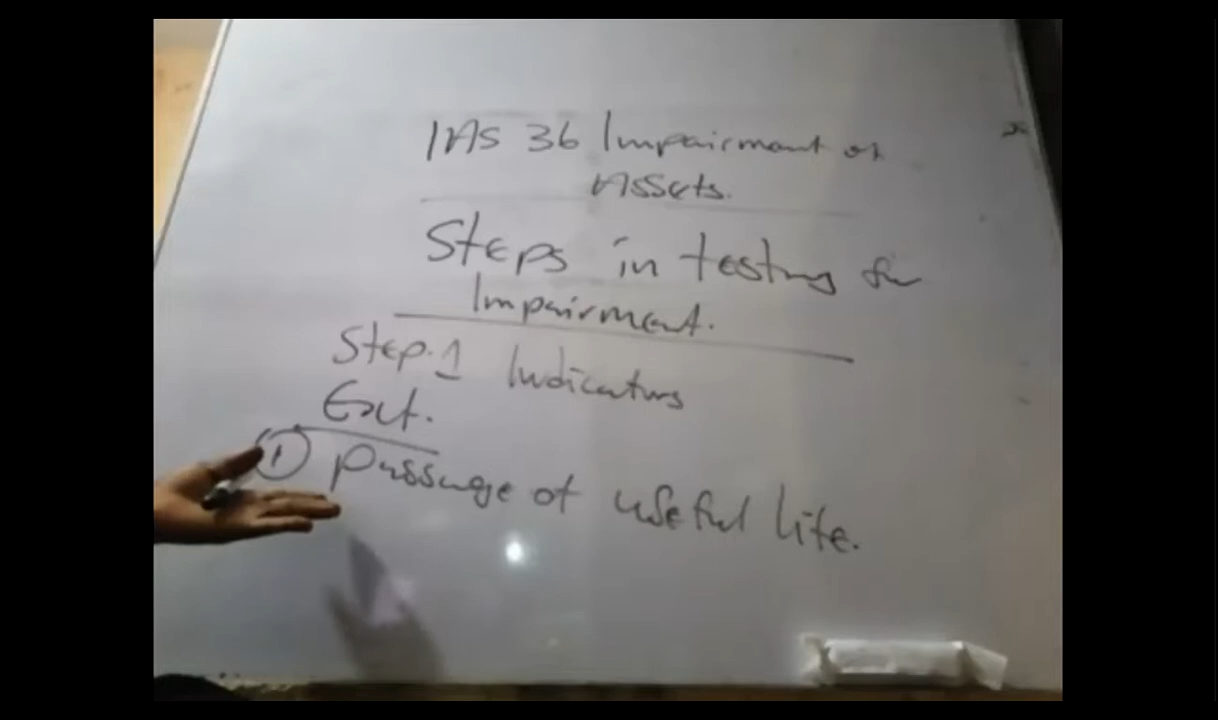 IAS 36 Impairment of
Assets.
Steps in testing for
Impairment.
Step.1 Indicators
Ext.
① passage of useful life.